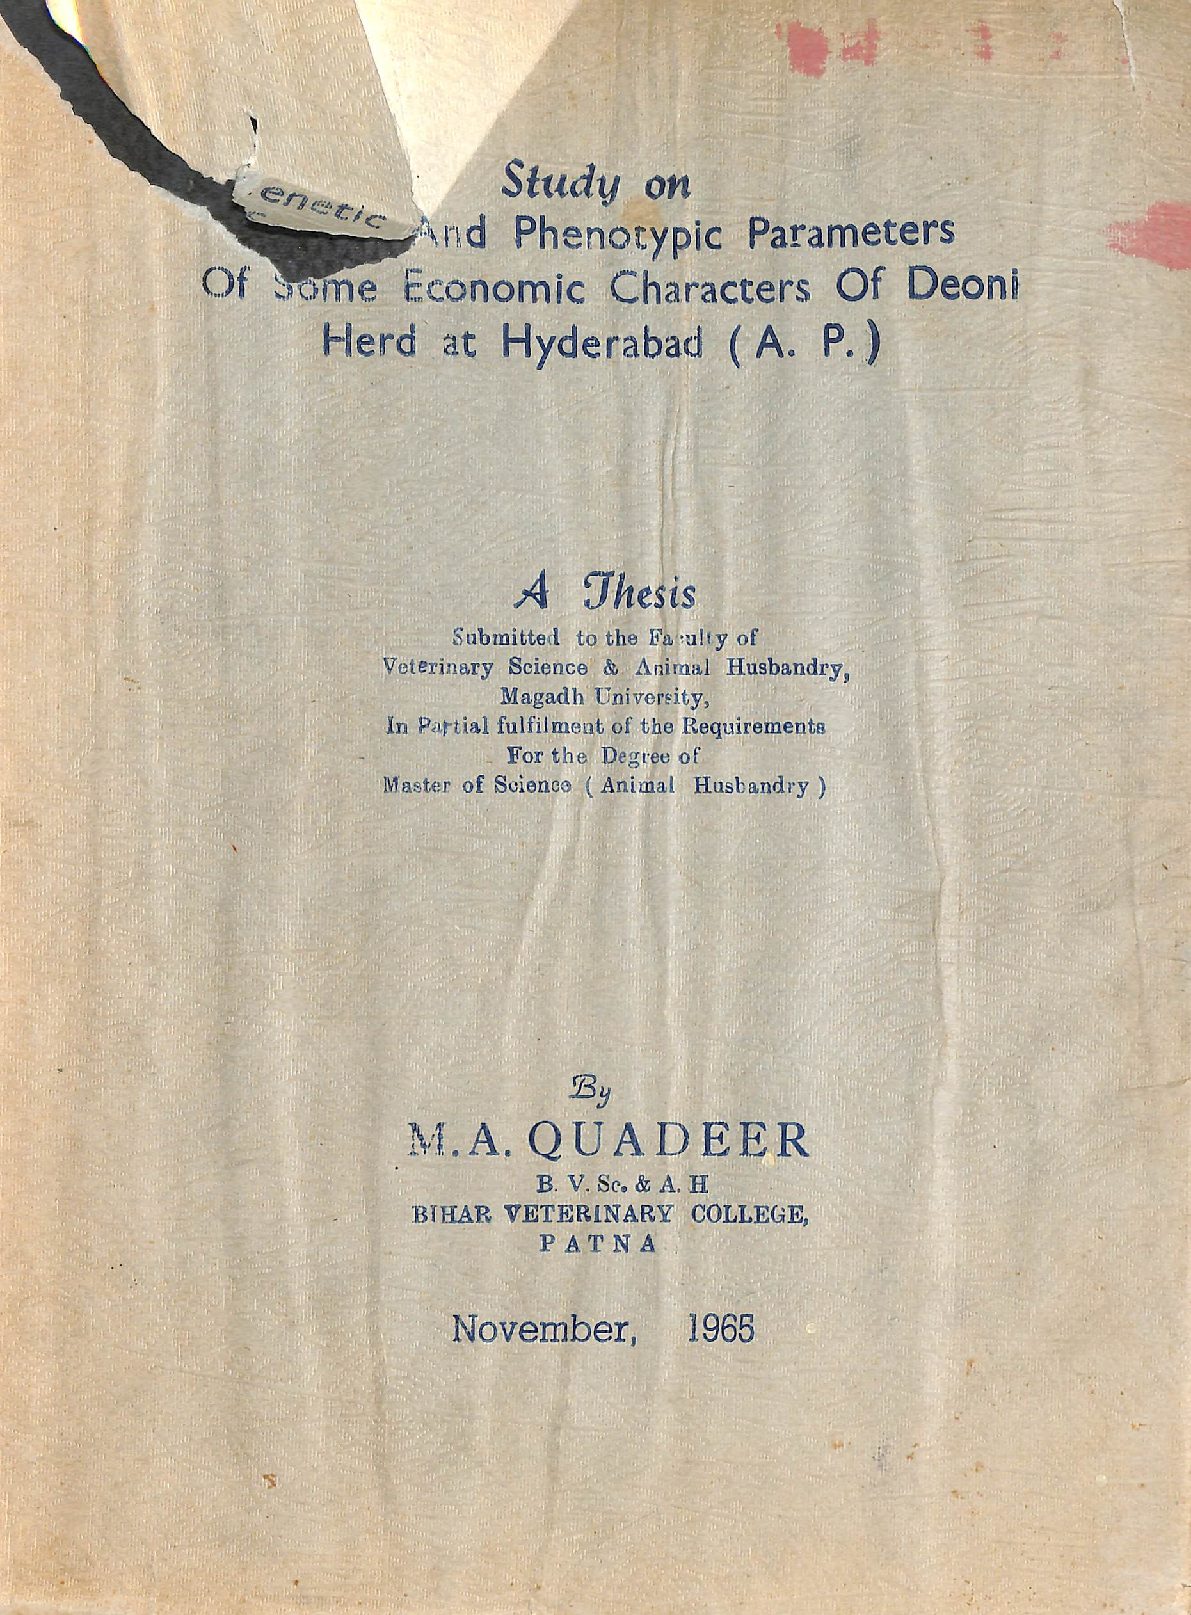 Study on
enetic And Phenotypic Parameters
Of Some Economic Characters Of Deoni
Herd at Hyderabad ( A. P. )
A Thesis
Submitted to the Faculty of
Veterinary Science & Animal Husbandry,
Magadh University,
In Partial fulfilment of the Requirements
For the Degree of
Master of Science ( Animal Husbandry )
By
M. A. QUADEER
B. V. Sc. & A. H
BIHAR VETERINARY COLLEGE,
PATNA
November, 1965